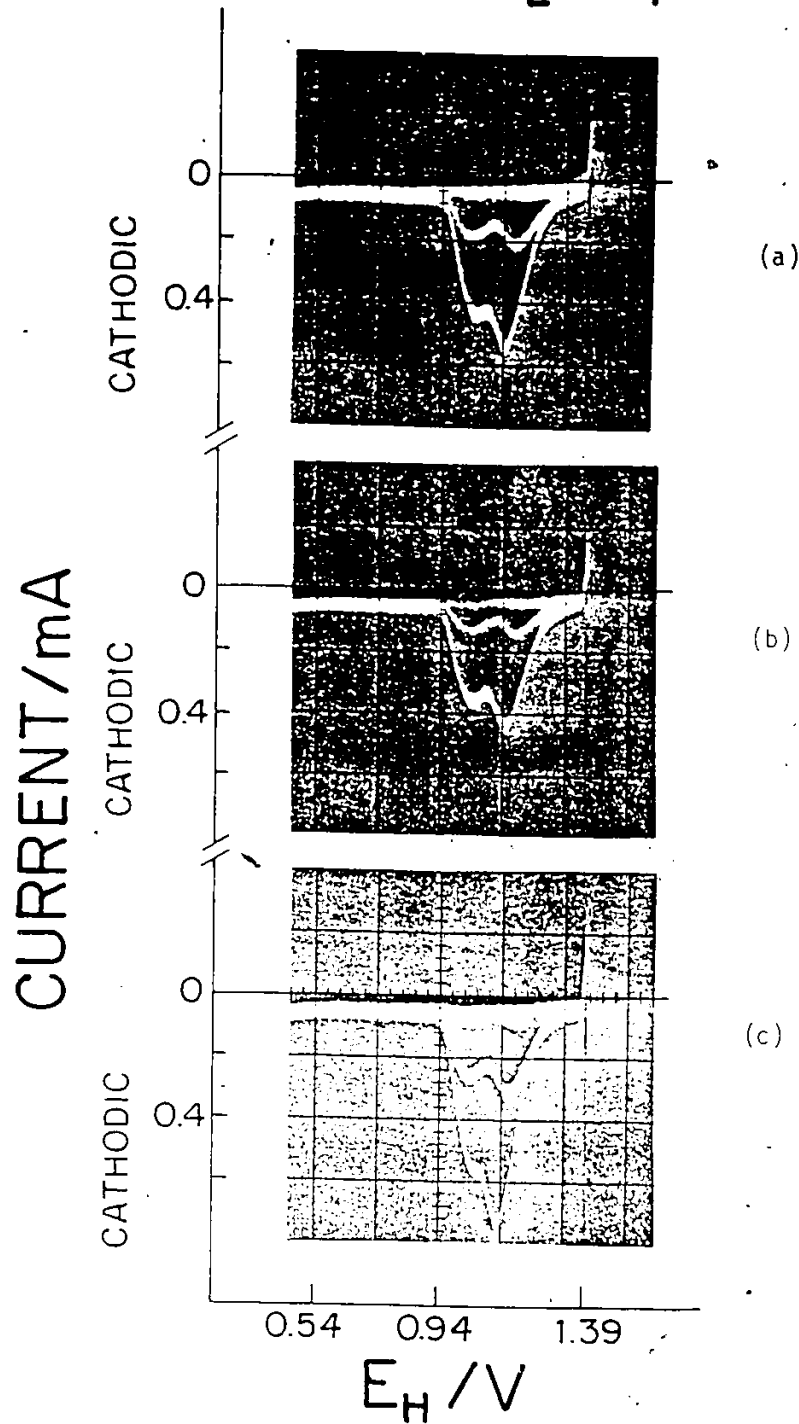 0
0.4
CATHODIC
(a)
0
0.4
CATHODIC
(b)
CURRENT/mA
0
0.4
CATHODIC
(c)
0.54 0.94 1.39
E_H/V